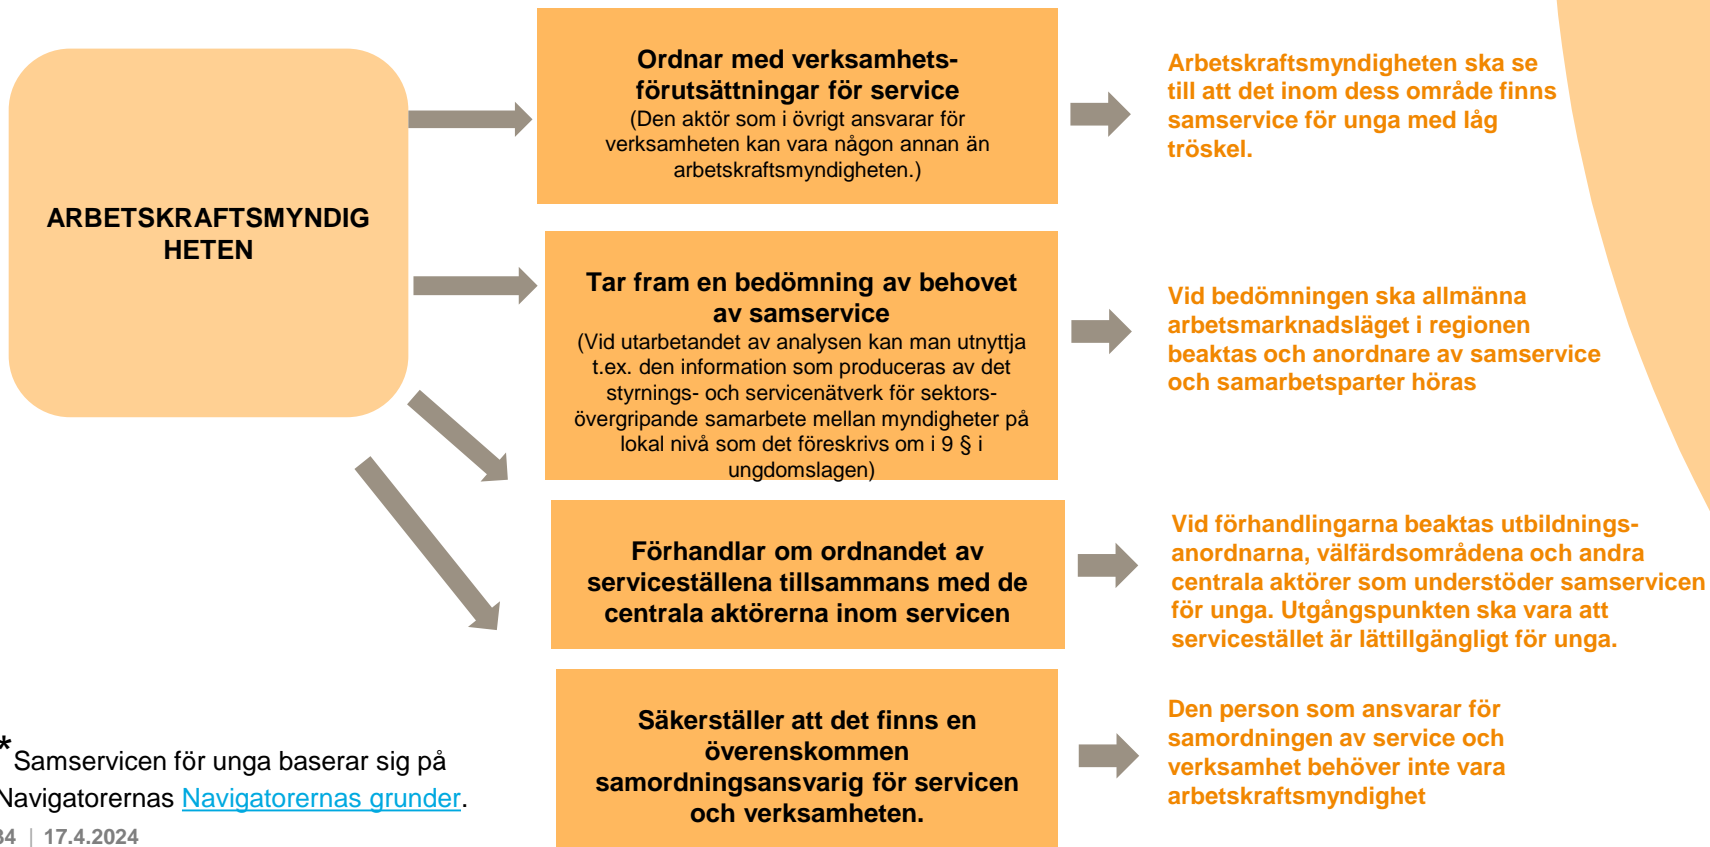 ARBETSKRAFTSMYNDIG
HETEN
Ordnar med verksamhets-
förutsättningar för service
(Den aktör som i övrigt ansvarar för
verksamheten kan vara någon annan än
arbetskraftsmyndigheten.)
Arbetskraftsmyndigheten ska se
till att det inom dess område finns
samservice för unga med låg
tröskel.
Tar fram en bedömning av behovet
av samservice
(Vid utarbetandet av analysen kan man utnyttja
t.ex. den information som produceras av det
styrnings- och servicenätverk för sektors-
övergripande samarbete mellan myndigheter på
lokal nivå som det föreskrivs om i 9 § i
ungdomslagen)
Vid bedömningen ska allmänna
arbetsmarknadsläget i regionen
beaktas och anordnare av samservice
och samarbetsparter höras
Förhandlar om ordnandet av
serviceställena tillsammans med de
centrala aktörerna inom servicen
Vid förhandlingarna beaktas utbildnings-
anordnarna, välfärdsområdena och andra
centrala aktörer som understöder samservicen
för unga. Utgångspunkten ska vara att
servicestället är lättillgängligt för unga.
Säkerställer att det finns en
överenskommen
samordningsansvarig för servicen
och verksamheten.
Den person som ansvarar för
samordningen av service och
verksamhet behöver inte vara
arbetskraftsmyndighet
*Samservicen för unga baserar sig på
Navigatorernas Navigatorernas grunder.
34 | 17.4.2024